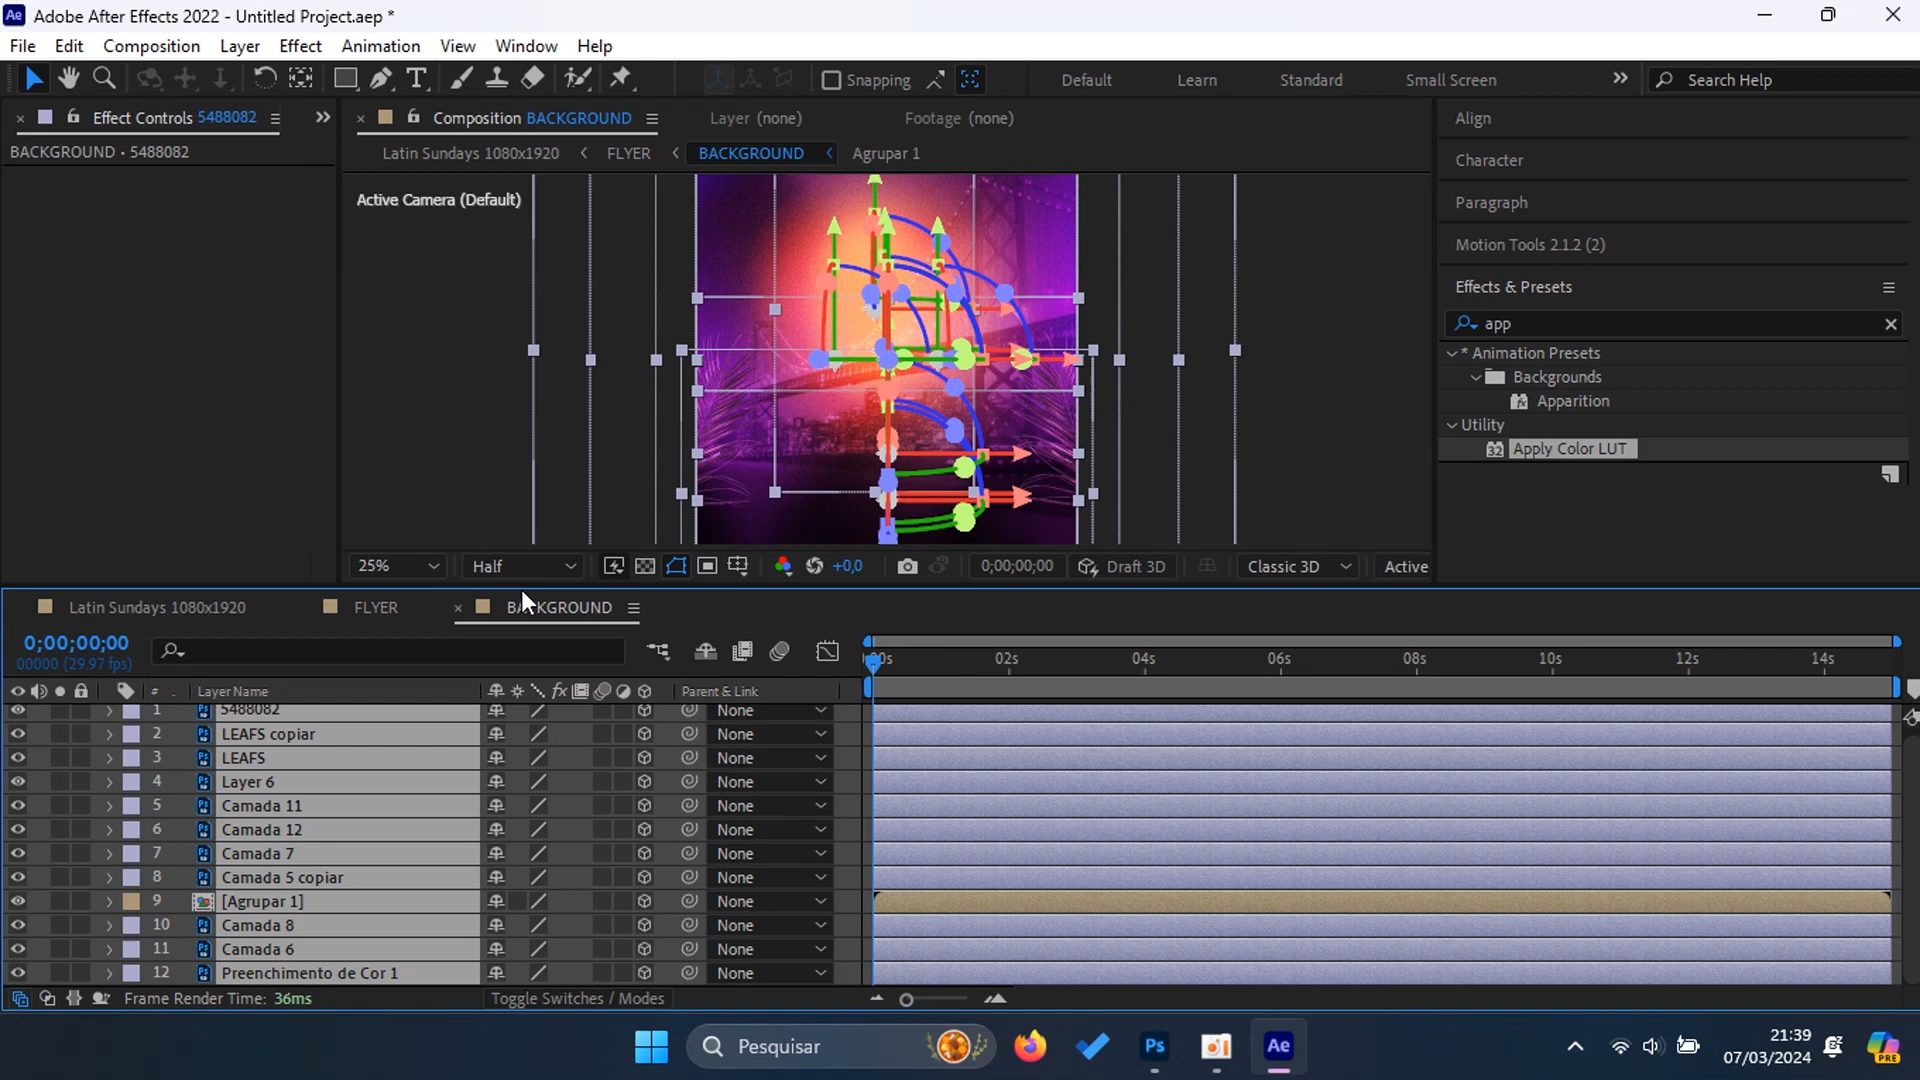 Ae Adobe After Effects 2022 - Untitled Project.aep *
File Edit Composition Layer Effect Animation View Window Help
Snapping Default Learn Standard Small Screen Search Help
Effect Controls 5488082
BACKGROUND • 5488082
Composition BACKGROUND Layer (none) Footage (none)
Latin Sundays 1080x1920 FLYER BACKGROUND Agrupar 1
Active Camera (Default)
25% Half +0,0 0;00;00;00 Draft 3D Classic 3D Active
Align
Character
Paragraph
Motion Tools 2.1.2 (2)
Effects & Presets
app
* Animation Presets
Backgrounds
Apparition
Utility
32 Apply Color LUT
Latin Sundays 1080x1920 FLYER BACKGROUND
0;00;00;00
00000 (29.97 fps)
00s 02s 04s 06s 08s 10s 12s 14s
# Layer Name fx Parent & Link
1 5488082 None
2 LEAFS copiar None
3 LEAFS None
4 Layer 6 None
5 Camada 11 None
6 Camada 12 None
7 Camada 7 None
8 Camada 5 copiar None
9 [Agrupar 1] None
10 Camada 8 None
11 Camada 6 None
12 Preenchimento de Cor 1 None
Frame Render Time: 36ms Toggle Switches / Modes
Pesquisar Ps Ae 21:39
07/03/2024 PRE